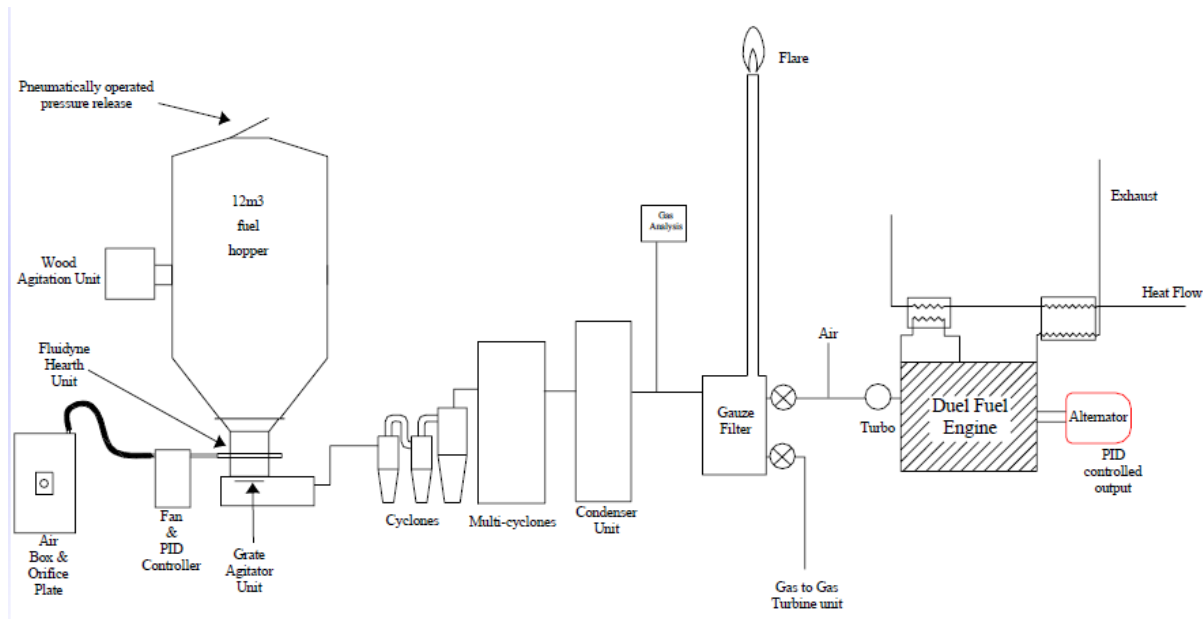 Pneumatically operated
pressure release
Flare
12m3
fuel
hopper
Gas
Analysis
Exhaust
Wood
Agitation Unit
Heat Flow
Fluidyne
Hearth
Unit
Air
Gauze
Filter
Turbo
Duel Fuel
Engine
Alternator
PID
controlled
output
Air
Box &
Orifice
Plate
Fan
&
PID
Controller
Grate
Agitator
Unit
Cyclones
Multi-cyclones
Condenser
Unit
Gas to Gas
Turbine unit